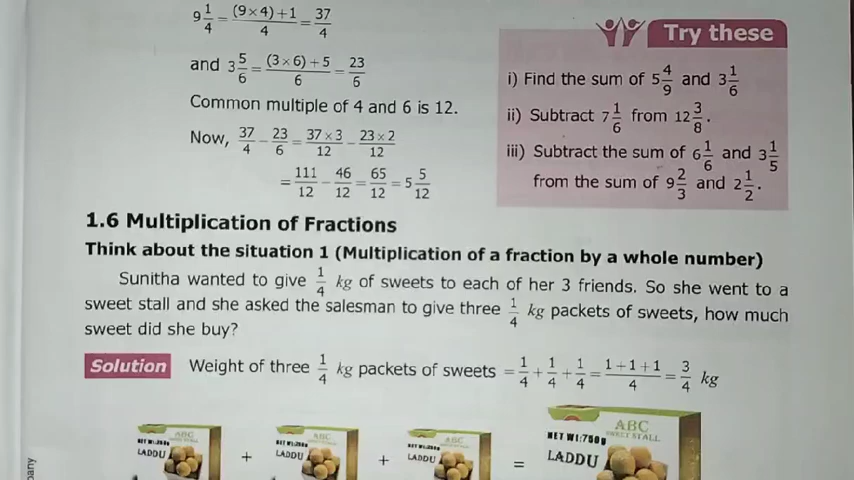 9 1/4 = (9×4)+1/4 = 37/4
and 3 5/6 = (3×6)+5/6 = 23/6
Common multiple of 4 and 6 is 12.
Now, 37/4 − 23/6 = 37×3/12 − 23×2/12
= 111/12 − 46/12 = 65/12 = 5 5/12
Try these
i) Find the sum of 5 4/9 and 3 1/6
ii) Subtract 7 1/6 from 12 3/8.
iii) Subtract the sum of 6 1/6 and 3 1/5
from the sum of 9 2/3 and 2 1/2.
1.6 Multiplication of Fractions
Think about the situation 1 (Multiplication of a fraction by a whole number)
Sunitha wanted to give 1/4 kg of sweets to each of her 3 friends. So she went to a
sweet stall and she asked the salesman to give three 1/4 kg packets of sweets, how much
sweet did she buy?
Solution Weight of three 1/4 kg packets of sweets = 1/4 + 1/4 + 1/4 = 1+1+1/4 = 3/4 kg
ABC
LADDU
+
ABC
LADDU
+
ABC
LADDU
=
ABC
SWEET STALL
NET WI:750g
LADDU
pany